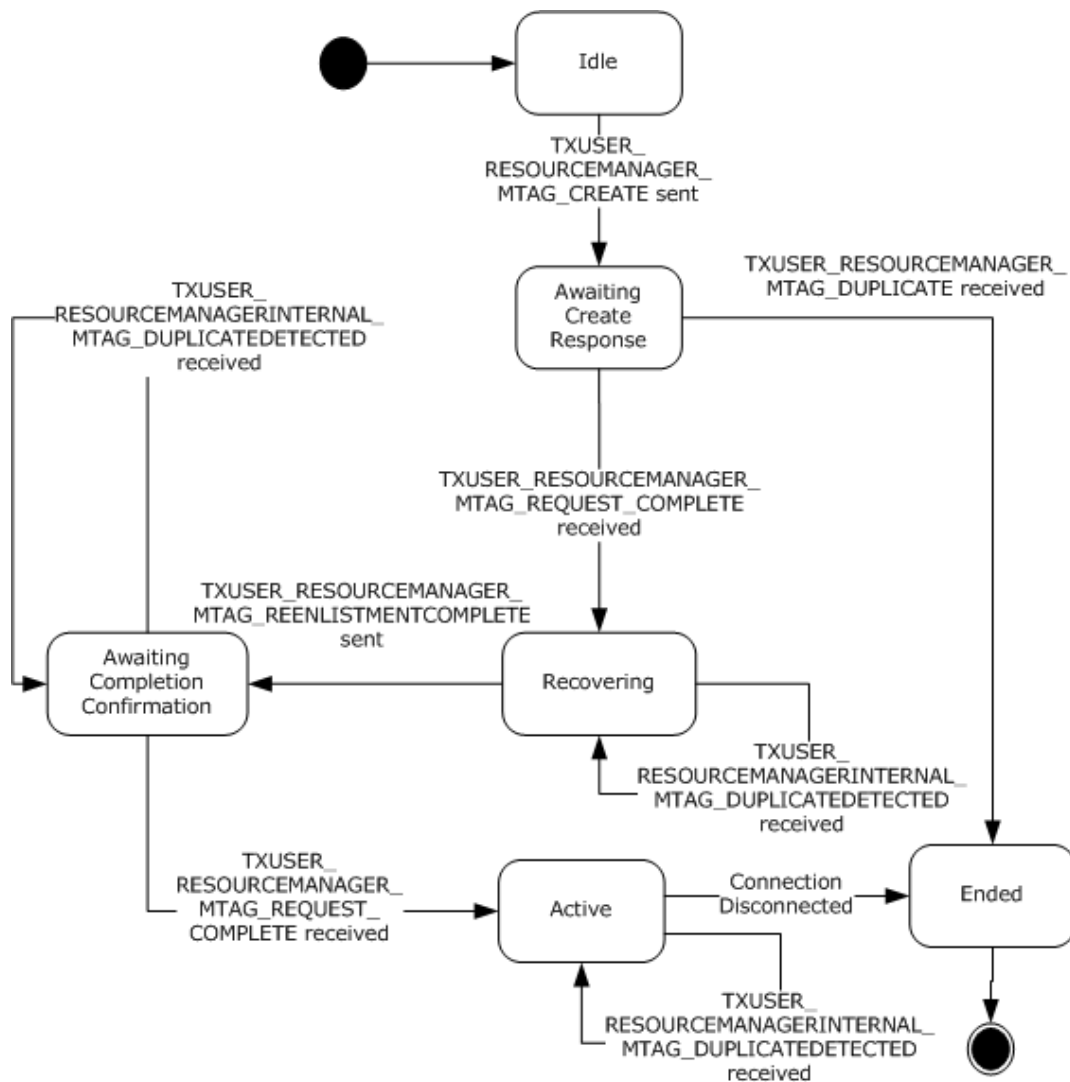 Idle
TXUSER_
RESOURCEMANAGER_
MTAG_CREATE sent
Awaiting
Create
Response
TXUSER_RESOURCEMANAGER_
MTAG_DUPLICATE received
TXUSER_
RESOURCEMANAGERINTERNAL_
MTAG_DUPLICATEDETECTED
received
TXUSER_RESOURCEMANAGER_
MTAG_REQUEST_COMPLETE
received
TXUSER_RESOURCEMANAGER_
MTAG_REENLISTMENTCOMPLETE
sent
Awaiting
Completion
Confirmation
Recovering
TXUSER_
RESOURCEMANAGERINTERNAL_
MTAG_DUPLICATEDETECTED
received
TXUSER_
RESOURCEMANAGER_
MTAG_REQUEST_
COMPLETE received
Active
Connection
Disconnected
Ended
TXUSER_
RESOURCEMANAGERINTERNAL_
MTAG_DUPLICATEDETECTED
received